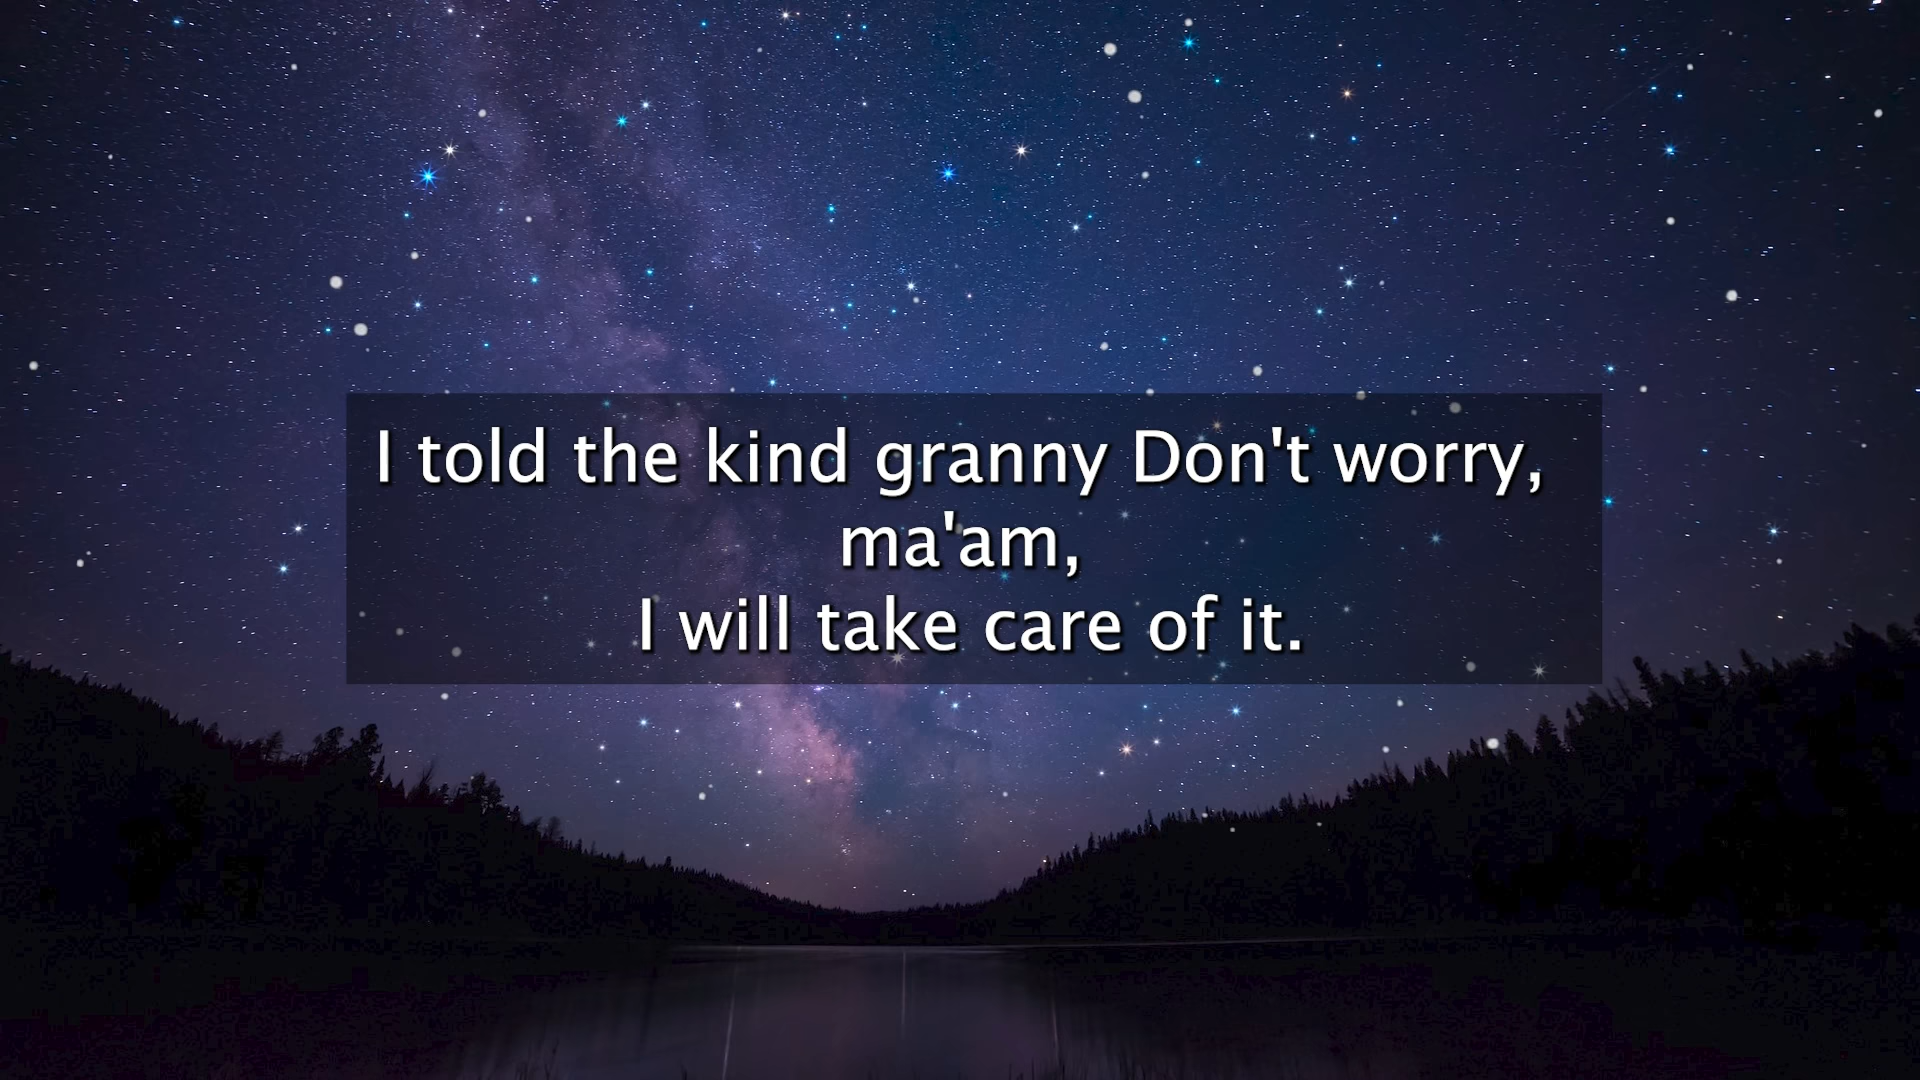 I told the kind granny Don't worry,
ma'am,
I will take care of it.